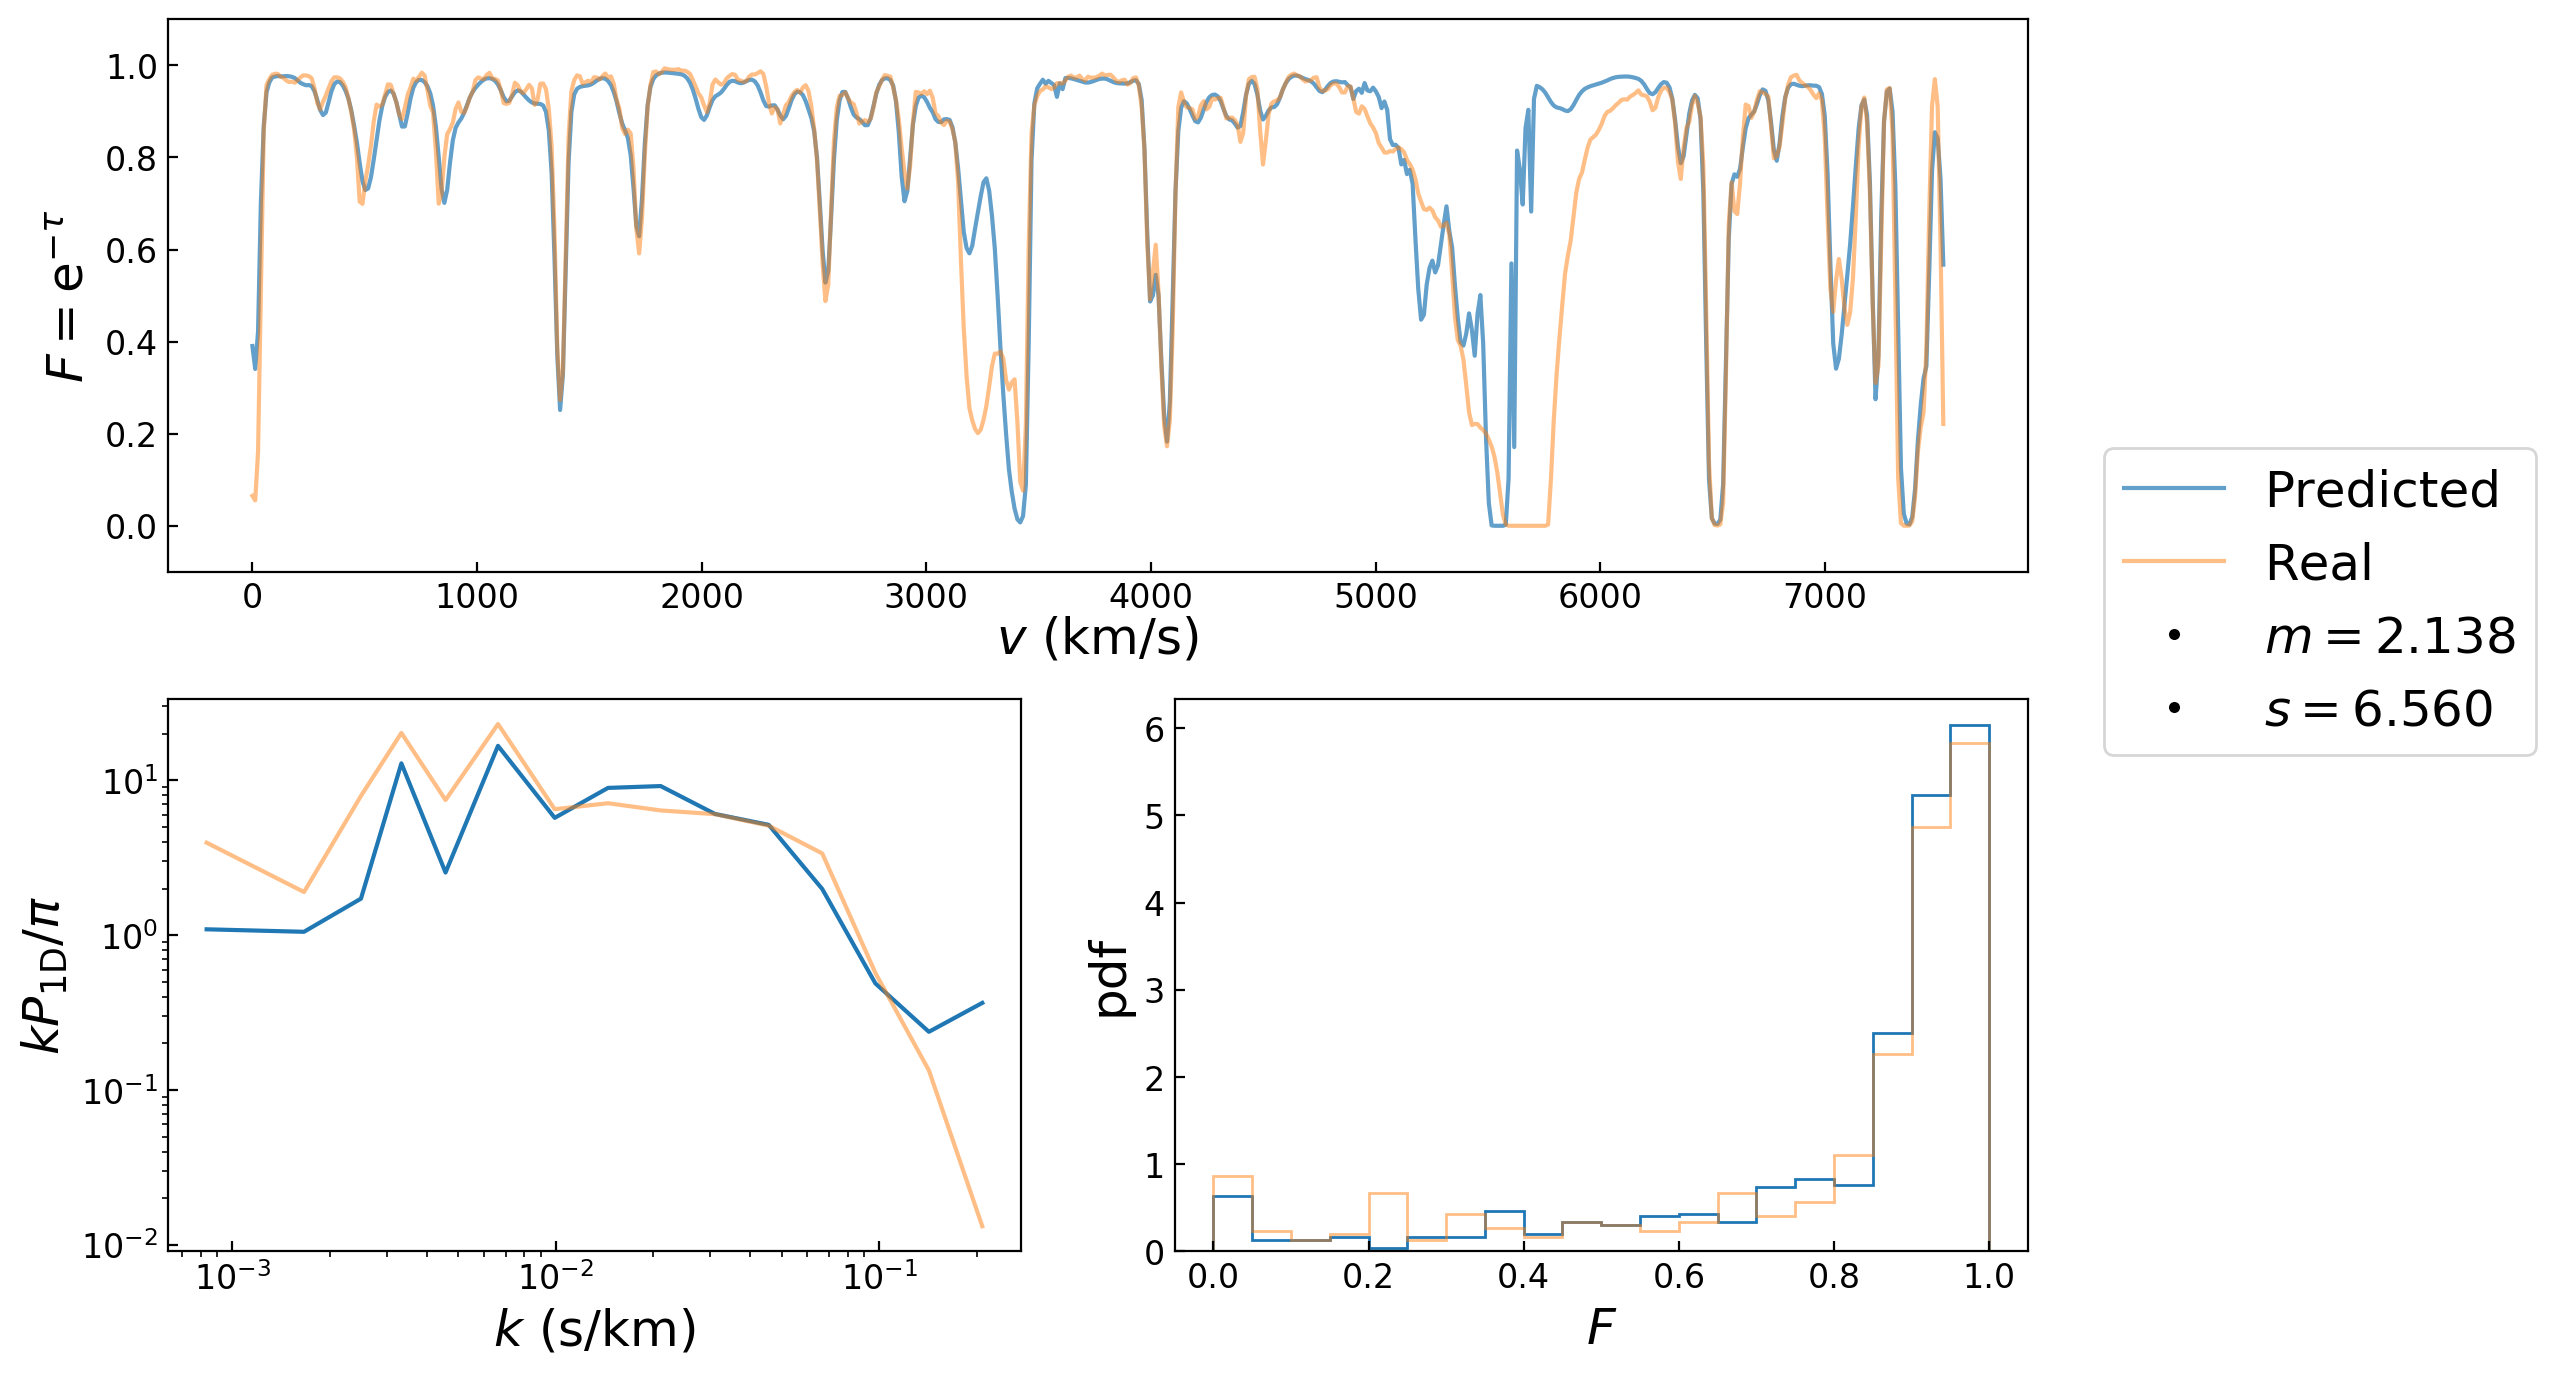 1.0
0.8
0.6
0.4
0.2
0.0
F = e^{−τ}
0 1000 2000 3000 4000 5000 6000 7000
v (km/s)
Predicted
Real
m = 2.138
s = 6.560
10^1
10^0
10^{−1}
10^{−2}
kP_{1D}/π
10^{−3} 10^{−2} 10^{−1}
k (s/km)
6
5
4
3
2
1
0
pdf
0.0 0.2 0.4 0.6 0.8 1.0
F